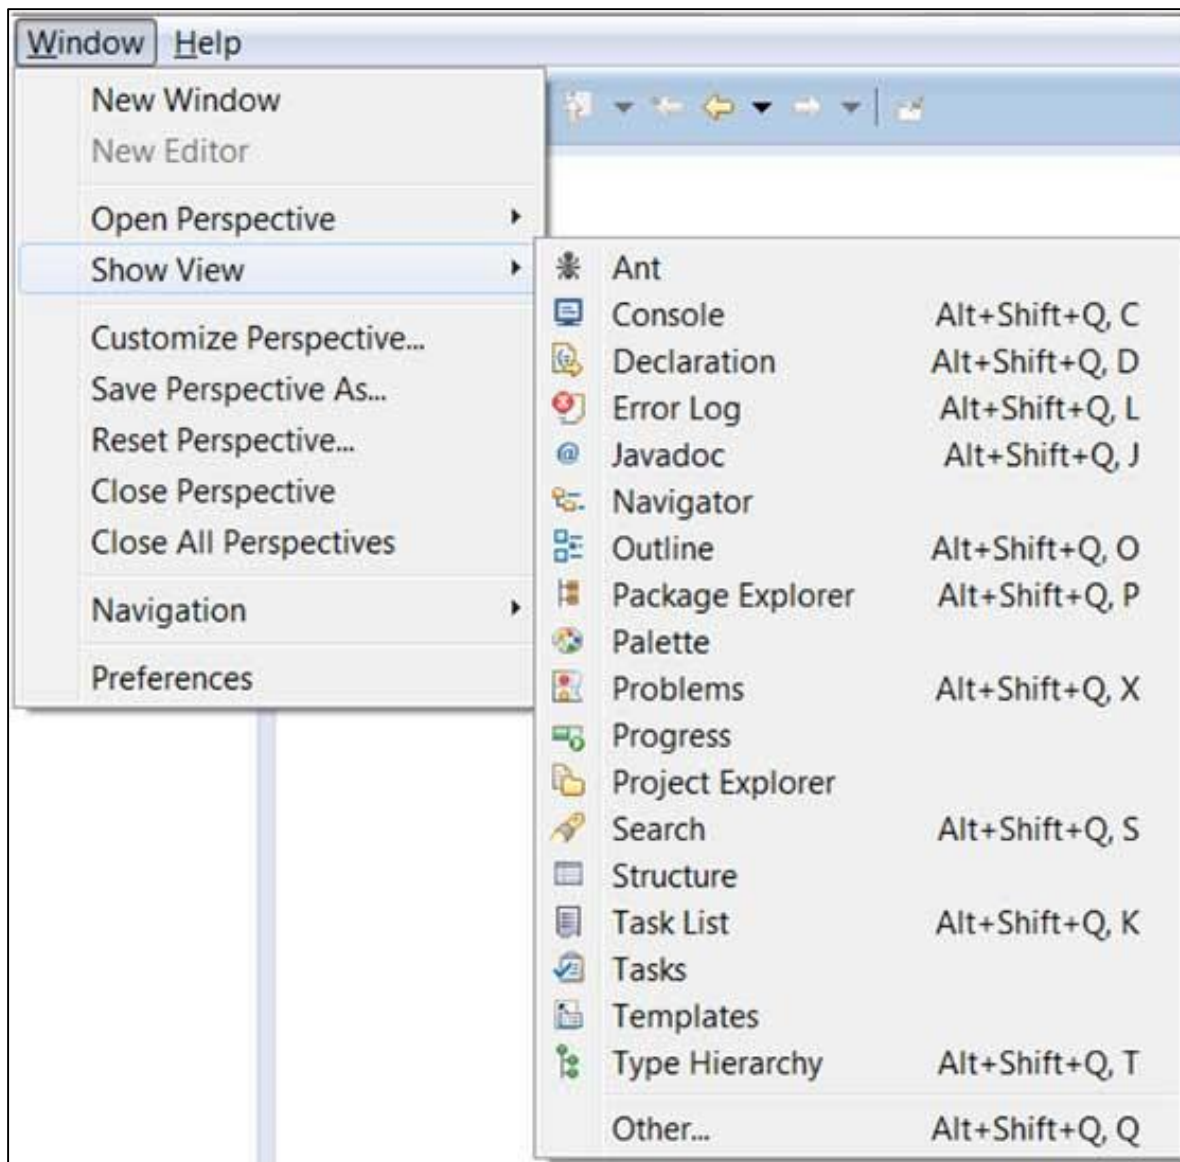 Window Help
New Window
New Editor
Open Perspective
Show View
Customize Perspective...
Save Perspective As...
Reset Perspective...
Close Perspective
Close All Perspectives
Navigation
Preferences
Ant
Console Alt+Shift+Q, C
Declaration Alt+Shift+Q, D
Error Log Alt+Shift+Q, L
Javadoc Alt+Shift+Q, J
Navigator
Outline Alt+Shift+Q, O
Package Explorer Alt+Shift+Q, P
Palette
Problems Alt+Shift+Q, X
Progress
Project Explorer
Search Alt+Shift+Q, S
Structure
Task List Alt+Shift+Q, K
Tasks
Templates
Type Hierarchy Alt+Shift+Q, T
Other... Alt+Shift+Q, Q